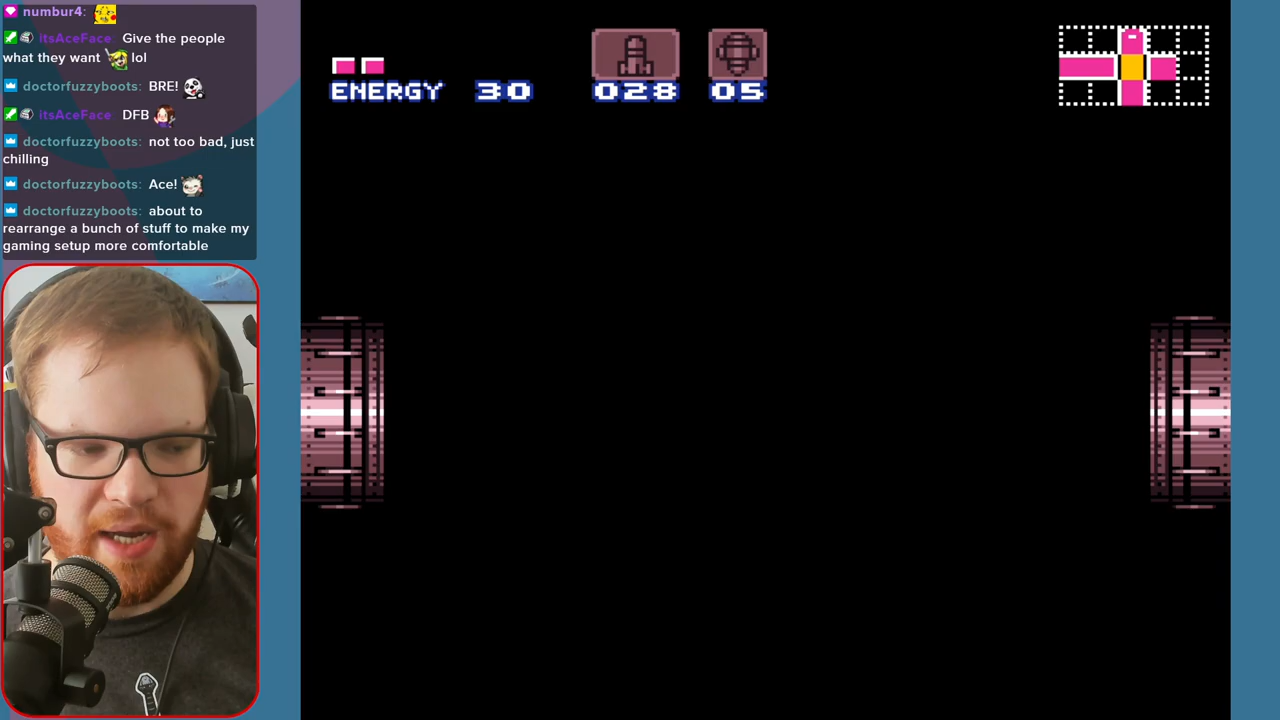 numbur4:
itsAceFace: Give the people
what they want lol
doctorfuzzyboots: BRE!
itsAceFace: DFB
doctorfuzzyboots: not too bad, just
chilling
doctorfuzzyboots: Ace!
doctorfuzzyboots: about to
rearrange a bunch of stuff to make my
gaming setup more comfortable
ENERGY 30 028 05